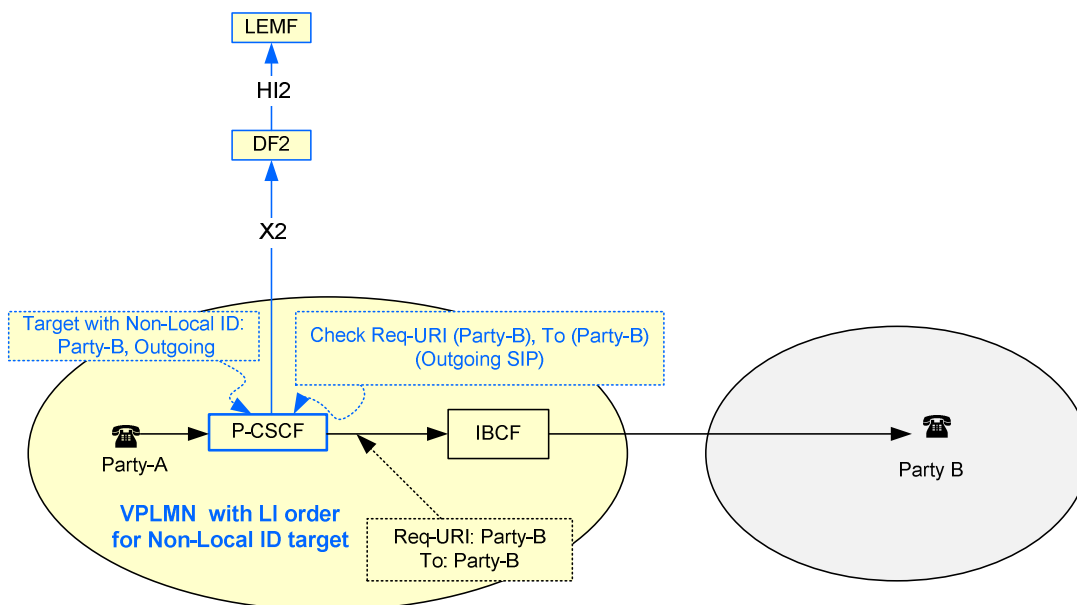 LEMF
HI2
DF2
X2
Target with Non-Local ID:
Party-B, Outgoing
Check Req-URI (Party-B), To (Party-B)
(Outgoing SIP)
P-CSCF
IBCF
Party-A
Party B
VPLMN with LI order
for Non-Local ID target
Req-URI: Party-B
To: Party-B